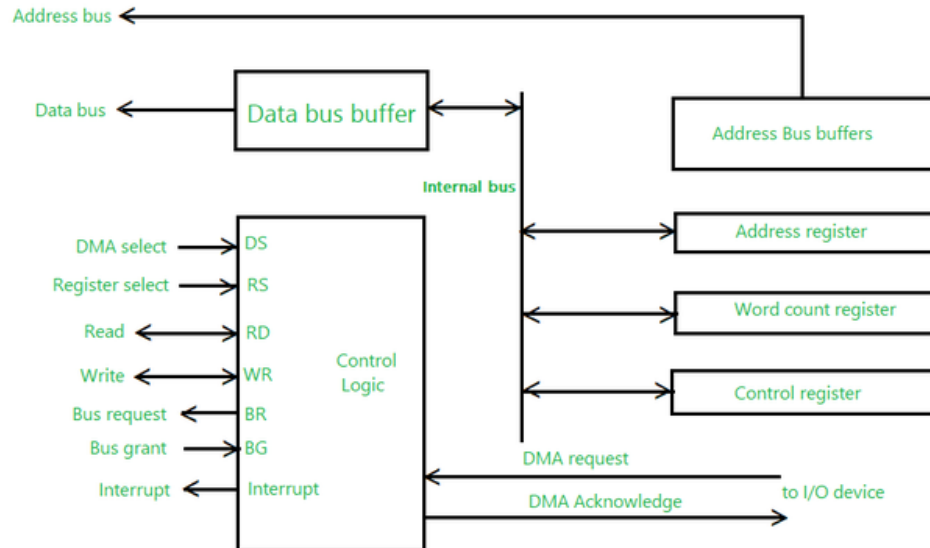 Address bus
Data bus
Data bus buffer
Address Bus buffers
Internal bus
Address register
Word count register
Control register
DMA select
DS
Register select
RS
Read
RD
Write
WR
Bus request
BR
Bus grant
BG
Interrupt
Interrupt
Control
Logic
DMA request
to I/O device
DMA Acknowledge